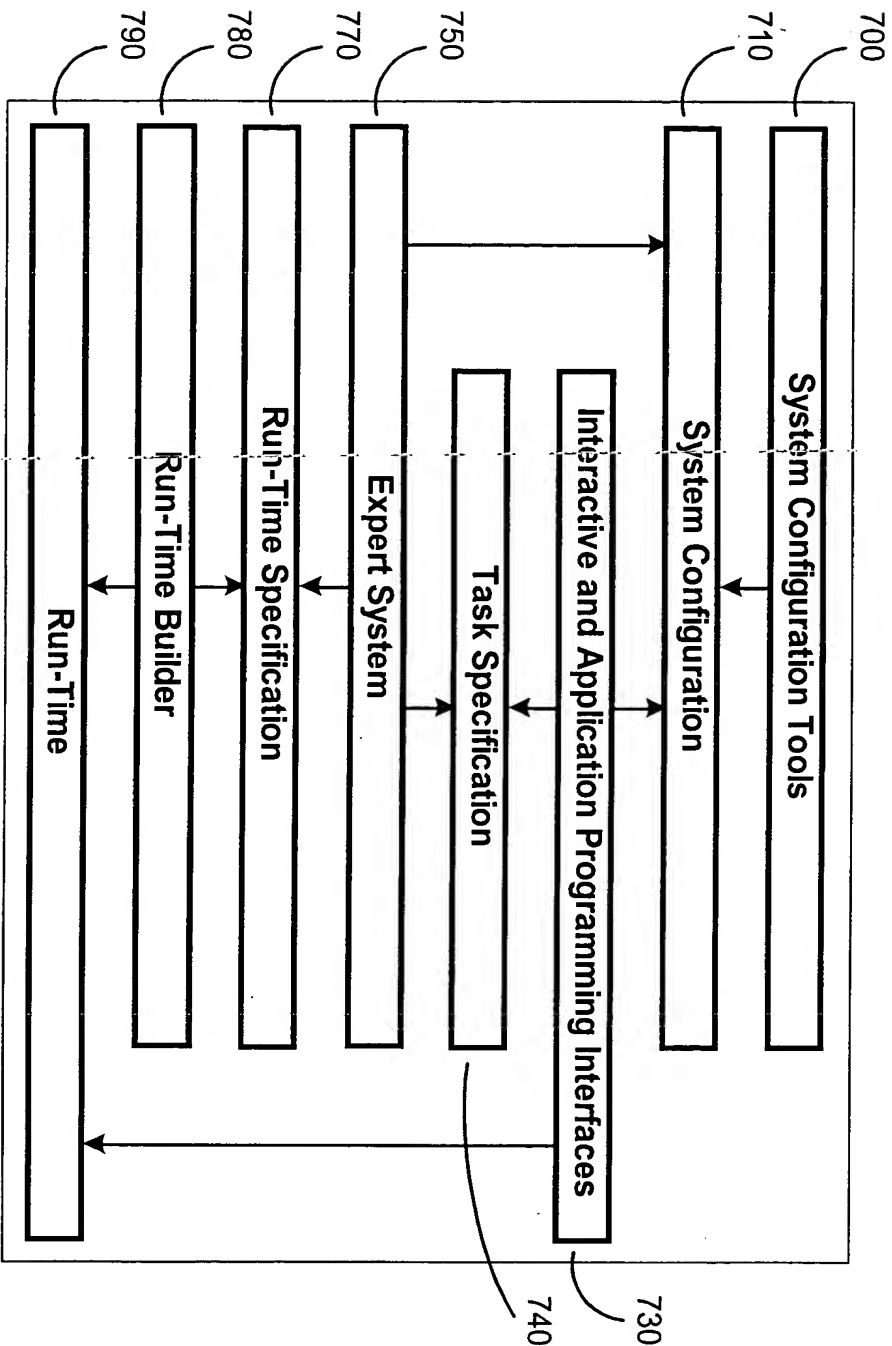 700
System Configuration Tools
710
System Configuration
Interactive and Application Programming Interfaces
730
Task Specification
740
750
Expert System
770
Run-Time Specification
780
Run-Time Builder
790
Run-Time